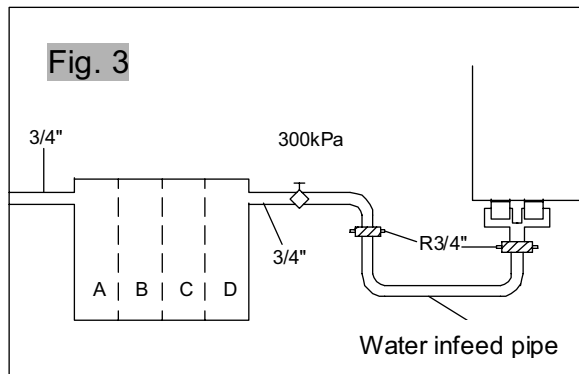 Fig. 3
3/4"
300kPa
3/4"
R3/4"
A B C D
Water infeed pipe